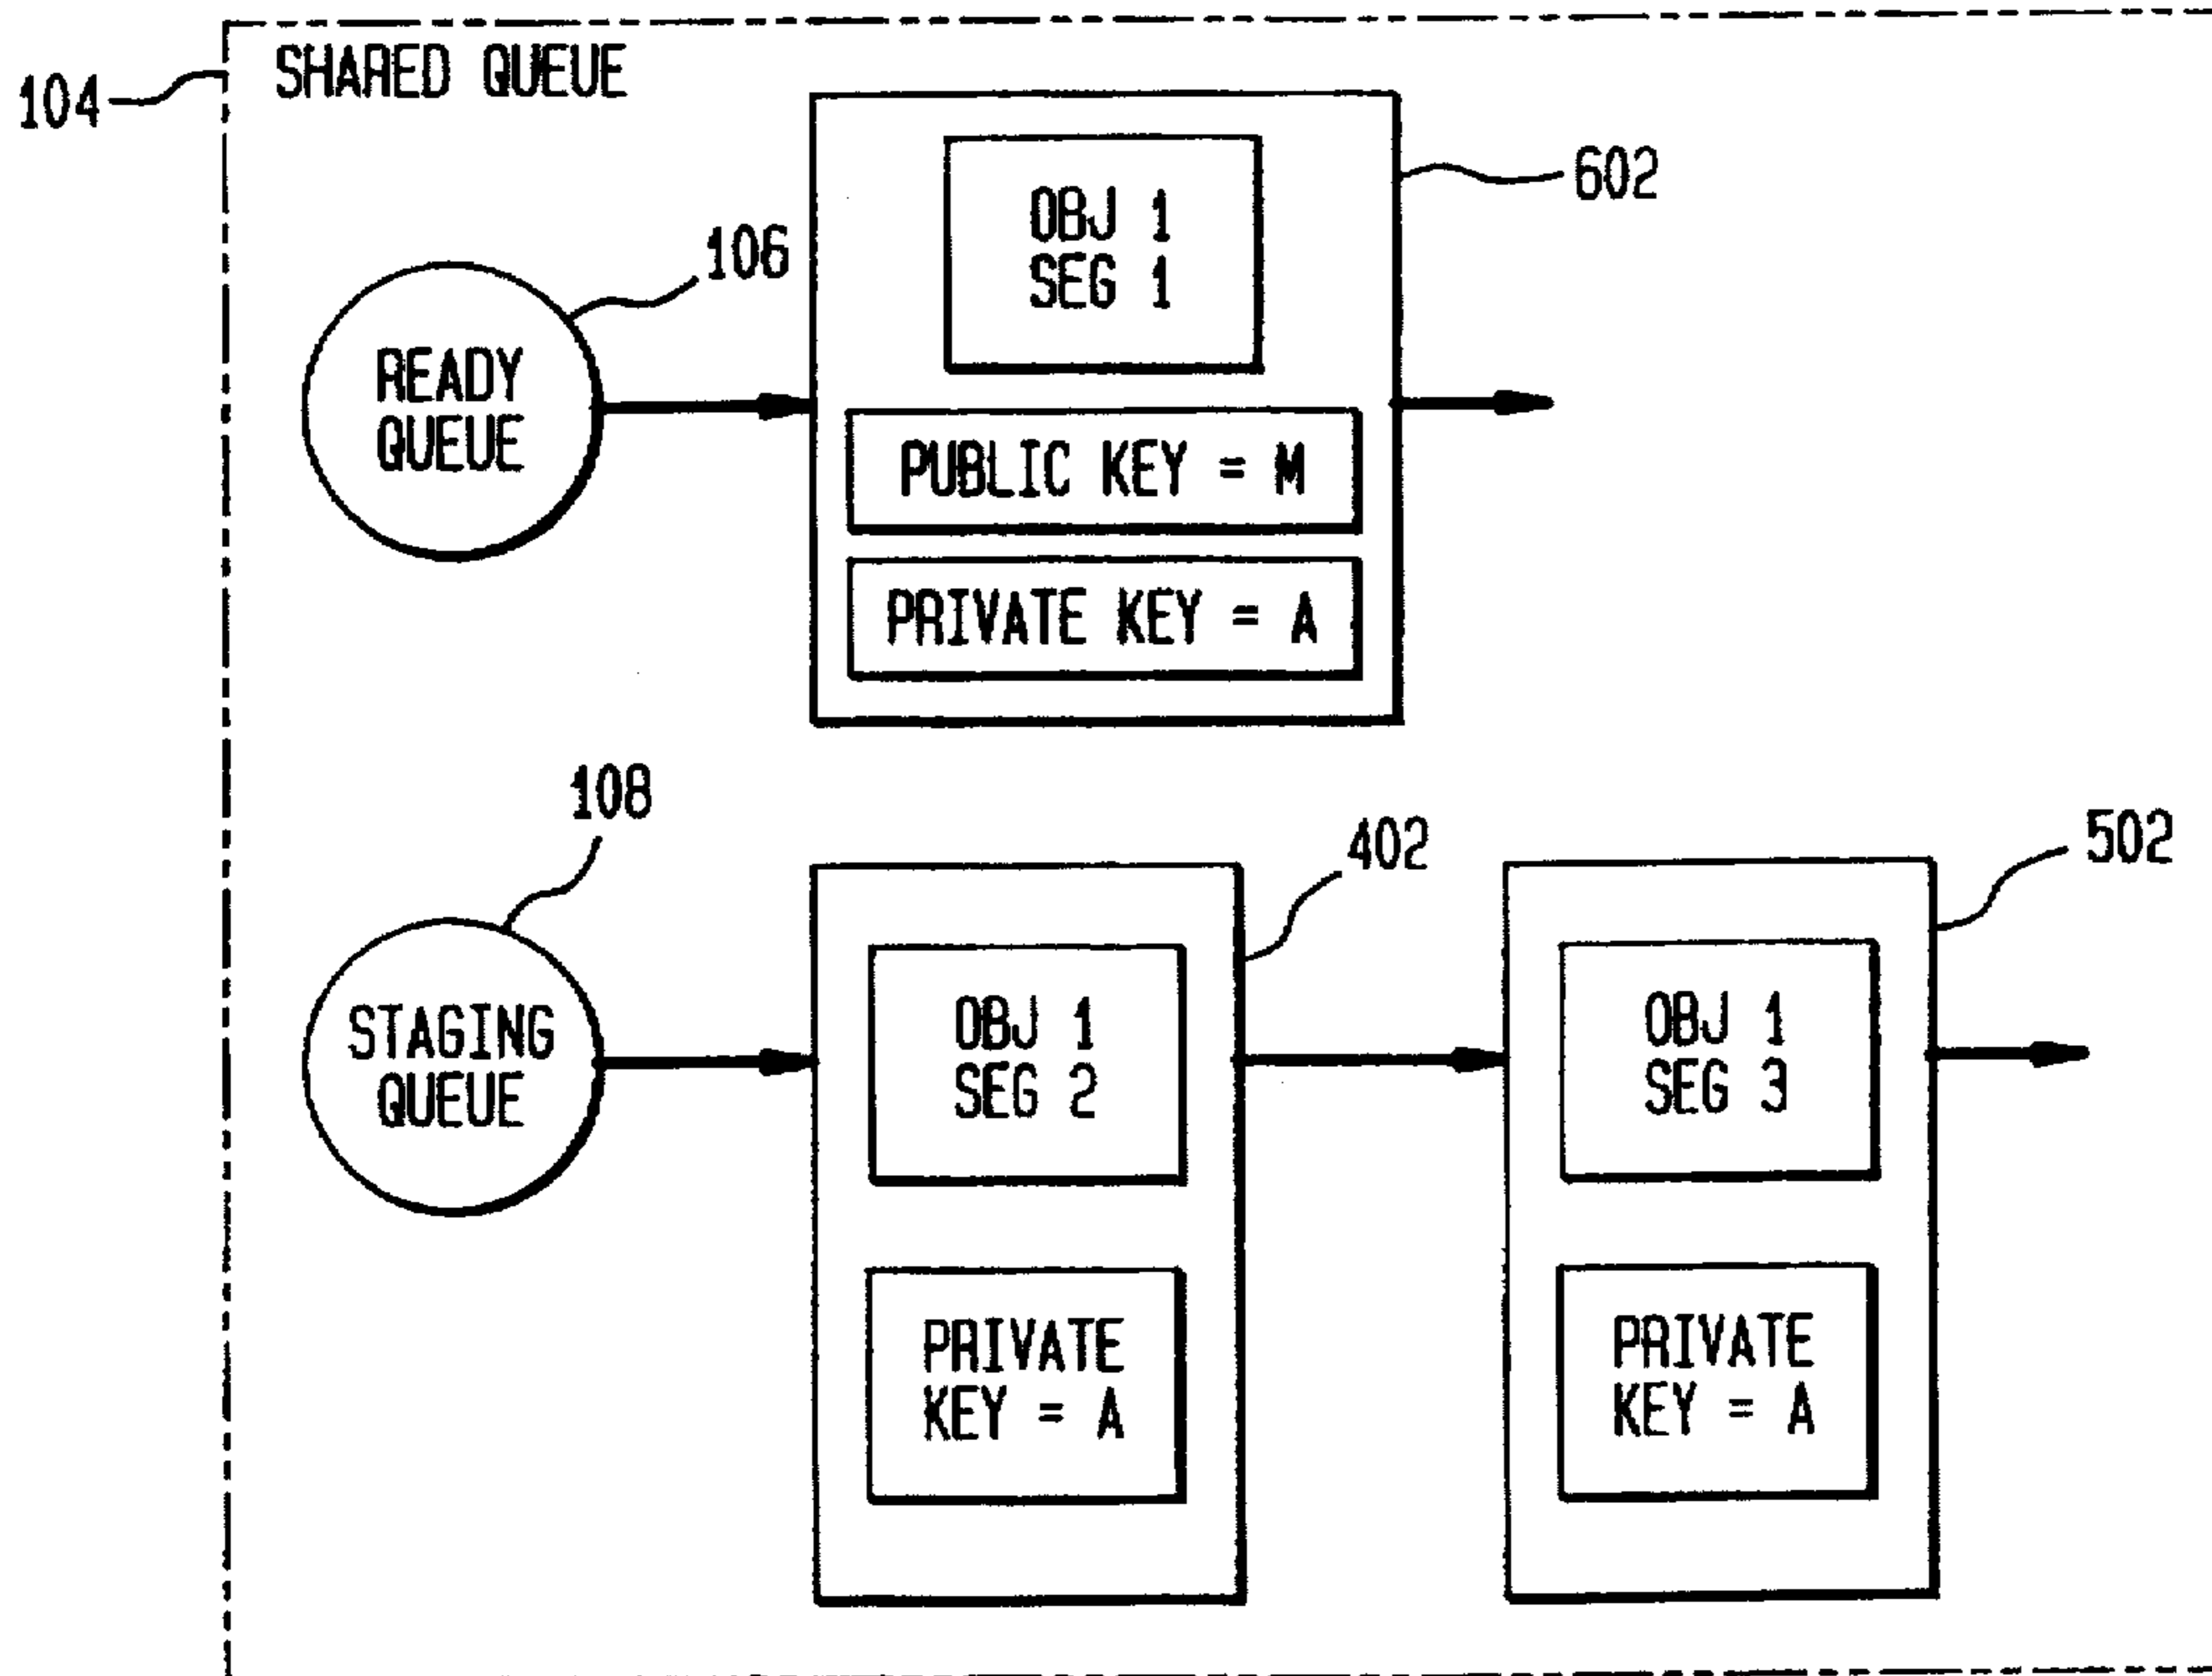 SHARED QUEUE
104
602
OBJ 1
SEG 1
106
READY
QUEUE
PUBLIC KEY = M
PRIVATE KEY = A
108
402
502
STAGING
QUEUE
OBJ 1
SEG 2
OBJ 1
SEG 3
PRIVATE
KEY = A
PRIVATE
KEY = A